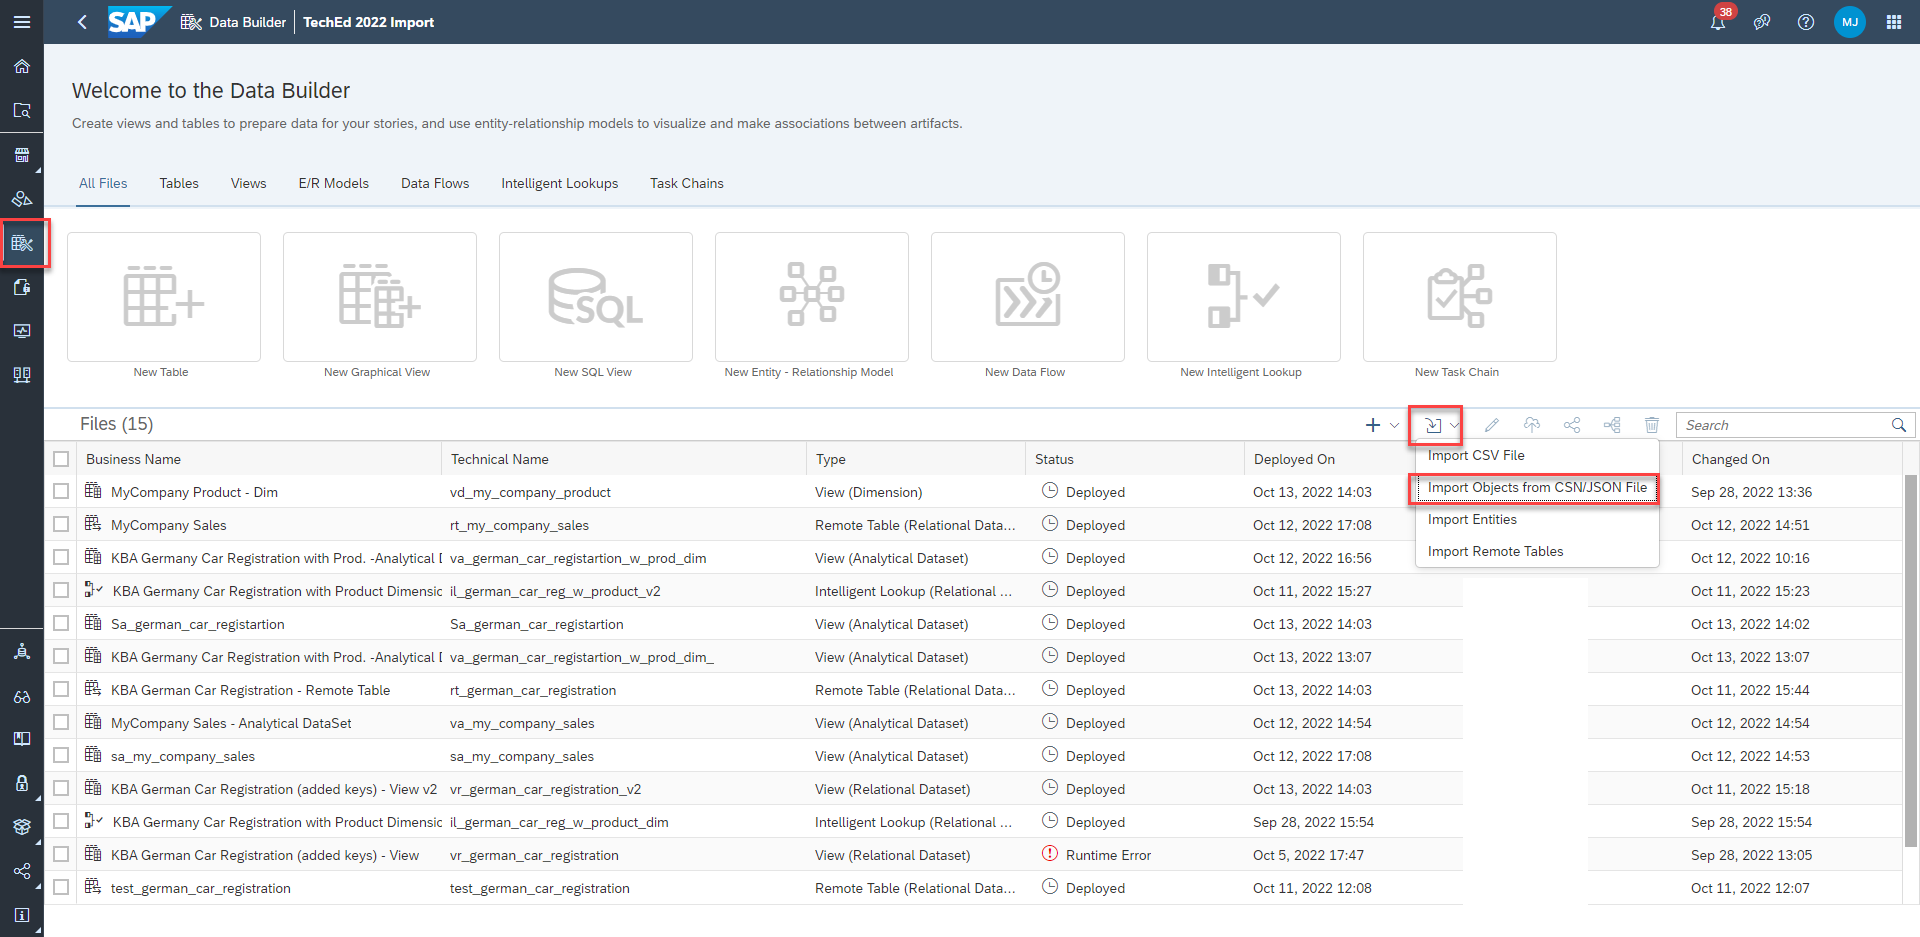 SAP Data Builder TechEd 2022 Import 38 MJ
Welcome to the Data Builder
Create views and tables to prepare data for your stories, and use entity-relationship models to visualize and make associations between artifacts.
All Files Tables Views E/R Models Data Flows Intelligent Lookups Task Chains
SQL
New Table New Graphical View New SQL View New Entity - Relationship Model New Data Flow New Intelligent Lookup New Task Chain
Files (15) Search
Import CSV File
Import Objects from CSN/JSON File
Import Entities
Import Remote Tables
Business Name Technical Name Type Status Deployed On Changed On
MyCompany Product - Dim vd_my_company_product View (Dimension) Deployed Oct 13, 2022 14:03 Sep 28, 2022 13:36
MyCompany Sales rt_my_company_sales Remote Table (Relational Data... Deployed Oct 12, 2022 17:08 Oct 12, 2022 14:51
KBA Germany Car Registration with Prod. -Analytical D va_german_car_registartion_w_prod_dim View (Analytical Dataset) Deployed Oct 12, 2022 16:56 Oct 12, 2022 10:16
KBA Germany Car Registration with Product Dimensic il_german_car_reg_w_product_v2 Intelligent Lookup (Relational ... Deployed Oct 11, 2022 15:27 Oct 11, 2022 15:23
Sa_german_car_registartion Sa_german_car_registartion View (Analytical Dataset) Deployed Oct 13, 2022 14:03 Oct 13, 2022 14:02
KBA Germany Car Registration with Prod. -Analytical D va_german_car_registartion_w_prod_dim_ View (Analytical Dataset) Deployed Oct 13, 2022 13:07 Oct 13, 2022 13:07
KBA German Car Registration - Remote Table rt_german_car_registration Remote Table (Relational Data... Deployed Oct 13, 2022 14:03 Oct 11, 2022 15:44
MyCompany Sales - Analytical DataSet va_my_company_sales View (Analytical Dataset) Deployed Oct 12, 2022 14:54 Oct 12, 2022 14:54
sa_my_company_sales sa_my_company_sales View (Analytical Dataset) Deployed Oct 12, 2022 17:08 Oct 12, 2022 14:53
KBA German Car Registration (added keys) - View v2 vr_german_car_registration_v2 View (Relational Dataset) Deployed Oct 13, 2022 14:03 Oct 11, 2022 15:18
KBA Germany Car Registration with Product Dimensic il_german_car_reg_w_product_dim Intelligent Lookup (Relational ... Deployed Sep 28, 2022 15:54 Sep 28, 2022 15:54
KBA German Car Registration (added keys) - View vr_german_car_registration View (Relational Dataset) Runtime Error Oct 5, 2022 17:47 Sep 28, 2022 13:05
test_german_car_registration test_german_car_registration Remote Table (Relational Data... Deployed Oct 11, 2022 12:08 Oct 11, 2022 12:07